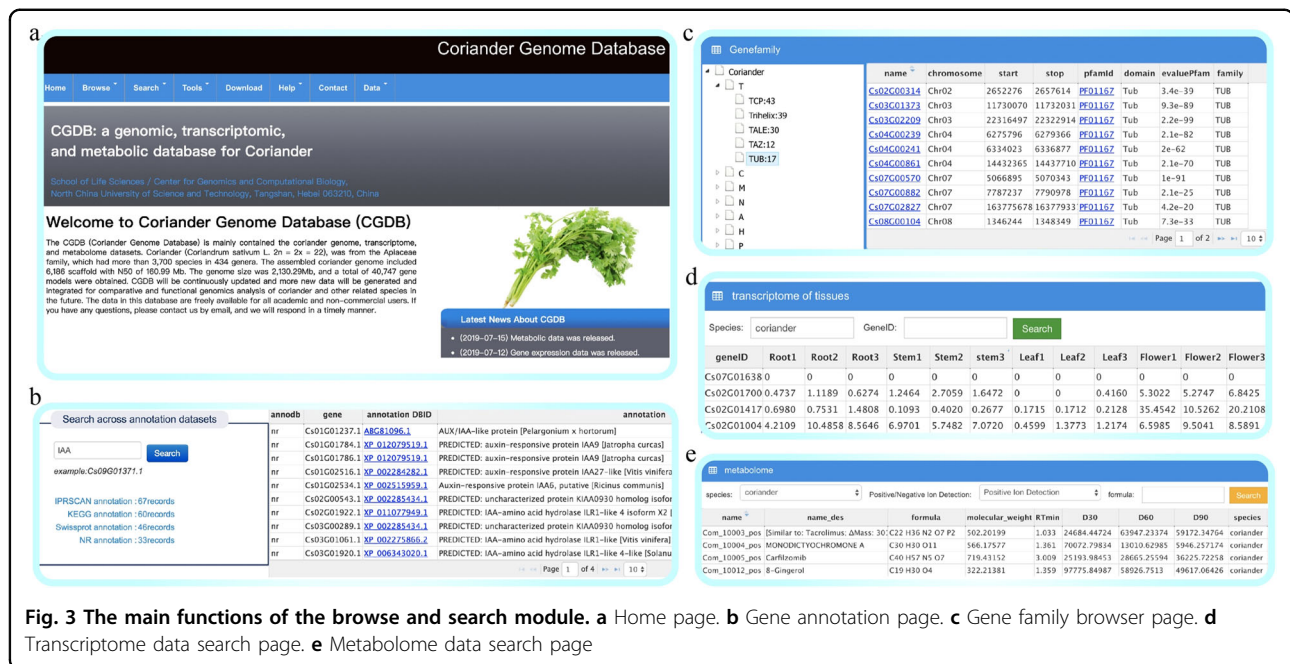 a
Coriander Genome Database
Home Browse Search Tools Download Help Contact Data
CGDB: a genomic, transcriptomic,
and metabolic database for Coriander
School of Life Sciences / Center for Genomics and Computational Biology,
North China University of Science and Technology, Tangshan, Hebei 063210, China
Welcome to Coriander Genome Database (CGDB)
The CGDB (Coriander Genome Database) is mainly contained the coriander genome, transcriptome,
and metabolome datasets. Coriander (Coriandrum sativum L. 2n = 2x = 22), was from the Apiaceae
family, which had more than 3,700 species in 434 genera. The assembled coriander genome included
6,186 scaffold with N50 of 160.99 Mb. The genome size was 2,130.29Mb, and a total of 40,747 gene
models were obtained. CGDB will be continuously updated and more new data will be generated and
integrated for comparative and functional genomics analysis of coriander and other related species in
the future. The data in this database are freely available for all academic and non-commercial users. If
you have any questions, please contact us by email, and we will respond in a timely manner.
Latest News About CGDB
• (2019-07-15) Metabolic data was released.
• (2019-07-12) Gene expression data was released.
b
Search across annotation datasets
IAA Search
example:Cs09G01371.1
IPRSCAN annotation :67records
KEGG annotation :60records
Swissprot annotation :46records
NR annotation :33records
annodb gene annotation DBID annotation
nr Cs01G01237.1 ABG81096.1 AUX/IAA-like protein [Pelargonium x hortorum]
nr Cs01G01784.1 XP_012079519.1 PREDICTED: auxin-responsive protein IAA9 [Jatropha curcas]
nr Cs01G01786.1 XP_012079519.1 PREDICTED: auxin-responsive protein IAA9 [Jatropha curcas]
nr Cs01G02516.1 XP_002284282.1 PREDICTED: auxin-responsive protein IAA27-like [Vitis vinifera
nr Cs01G02534.1 XP_002515959.1 Auxin-responsive protein IAA6, putative [Ricinus communis]
nr Cs02G00543.1 XP_002285434.1 PREDICTED: uncharacterized protein KIAA0930 homolog isofor
nr Cs02G01922.1 XP_011077949.1 PREDICTED: IAA-amino acid hydrolase ILR1-like 4 isoform X2 [
nr Cs03G00289.1 XP_002285434.1 PREDICTED: uncharacterized protein KIAA0930 homolog isofor
nr Cs03G01061.1 XP_002275866.2 PREDICTED: IAA-amino acid hydrolase ILR1-like [Vitis vinifera]
nr Cs03G01920.1 XP_006343020.1 PREDICTED: IAA-amino acid hydrolase ILR1-like 4-like [Solanu
Page 1 of 4 10
c
Genefamily
Coriander
T
TCP:43
Trihelix:39
TALE:30
TAZ:12
TUB:17
C
M
N
A
H
P
name chromosome start stop pfamId domain evaluePfam family
Cs02G00314 Chr02 2652276 2657614 PF01167 Tub 3.4e-39 TUB
Cs03G01373 Chr03 11730070 11732031 PF01167 Tub 9.3e-89 TUB
Cs03G02209 Chr03 22316497 22322914 PF01167 Tub 2.2e-99 TUB
Cs04G00239 Chr04 6275796 6279366 PF01167 Tub 2.1e-82 TUB
Cs04G00241 Chr04 6334023 6336877 PF01167 Tub 2e-62 TUB
Cs04G00861 Chr04 14432365 14437710 PF01167 Tub 2.1e-70 TUB
Cs07G00570 Chr07 5066895 5070343 PF01167 Tub 1e-91 TUB
Cs07G00882 Chr07 7787237 7790978 PF01167 Tub 2.1e-25 TUB
Cs07G02827 Chr07 163775678 16377933 PF01167 Tub 4.2e-20 TUB
Cs08G00104 Chr08 1346244 1348349 PF01167 Tub 7.3e-33 TUB
Page 1 of 2 10
d
transcriptome of tissues
Species: coriander GeneID: Search
geneID Root1 Root2 Root3 Stem1 Stem2 stem3 Leaf1 Leaf2 Leaf3 Flower1 Flower2 Flower3
Cs07G01638 0 0 0 0 0 0 0 0 0 0 0 0
Cs02G01700 0.4737 1.1189 0.6274 1.2464 2.7059 1.6472 0 0 0.4160 5.3022 5.2747 6.8425
Cs02G01417 0.6980 0.7531 1.4808 0.1093 0.4020 0.2677 0.1715 0.1712 0.2128 35.4542 10.5262 20.2108
Cs02G01004 4.2109 10.4858 8.5646 6.9701 5.7482 7.0720 0.4599 1.3773 1.2174 6.5985 9.5041 8.5891
e
metabolome
species: coriander Positive/Negative Ion Detection: Positive Ion Detection formula: Search
name name_des formula molecular_weight RTmin D30 D60 D90 species
Com_10003_pos [Similar to: Tacrolimus; ΔMass: 30 C22 H36 N2 O7 P2 502.20199 1.033 24684.44724 63947.23374 59172.34764 coriander
Com_10004_pos MONODICTYOCHROMONE A C30 H30 O11 566.17577 1.361 70072.79834 13010.62985 5946.257174 coriander
Com_10005_pos Carfilzomib C40 H57 N5 O7 719.43152 3.009 25193.98453 28665.25594 36225.72258 coriander
Com_10012_pos 8-Gingerol C19 H30 O4 322.21381 1.359 97775.84987 58926.7513 49617.06426 coriander
Fig. 3 The main functions of the browse and search module. a Home page. b Gene annotation page. c Gene family browser page. d
Transcriptome data search page. e Metabolome data search page